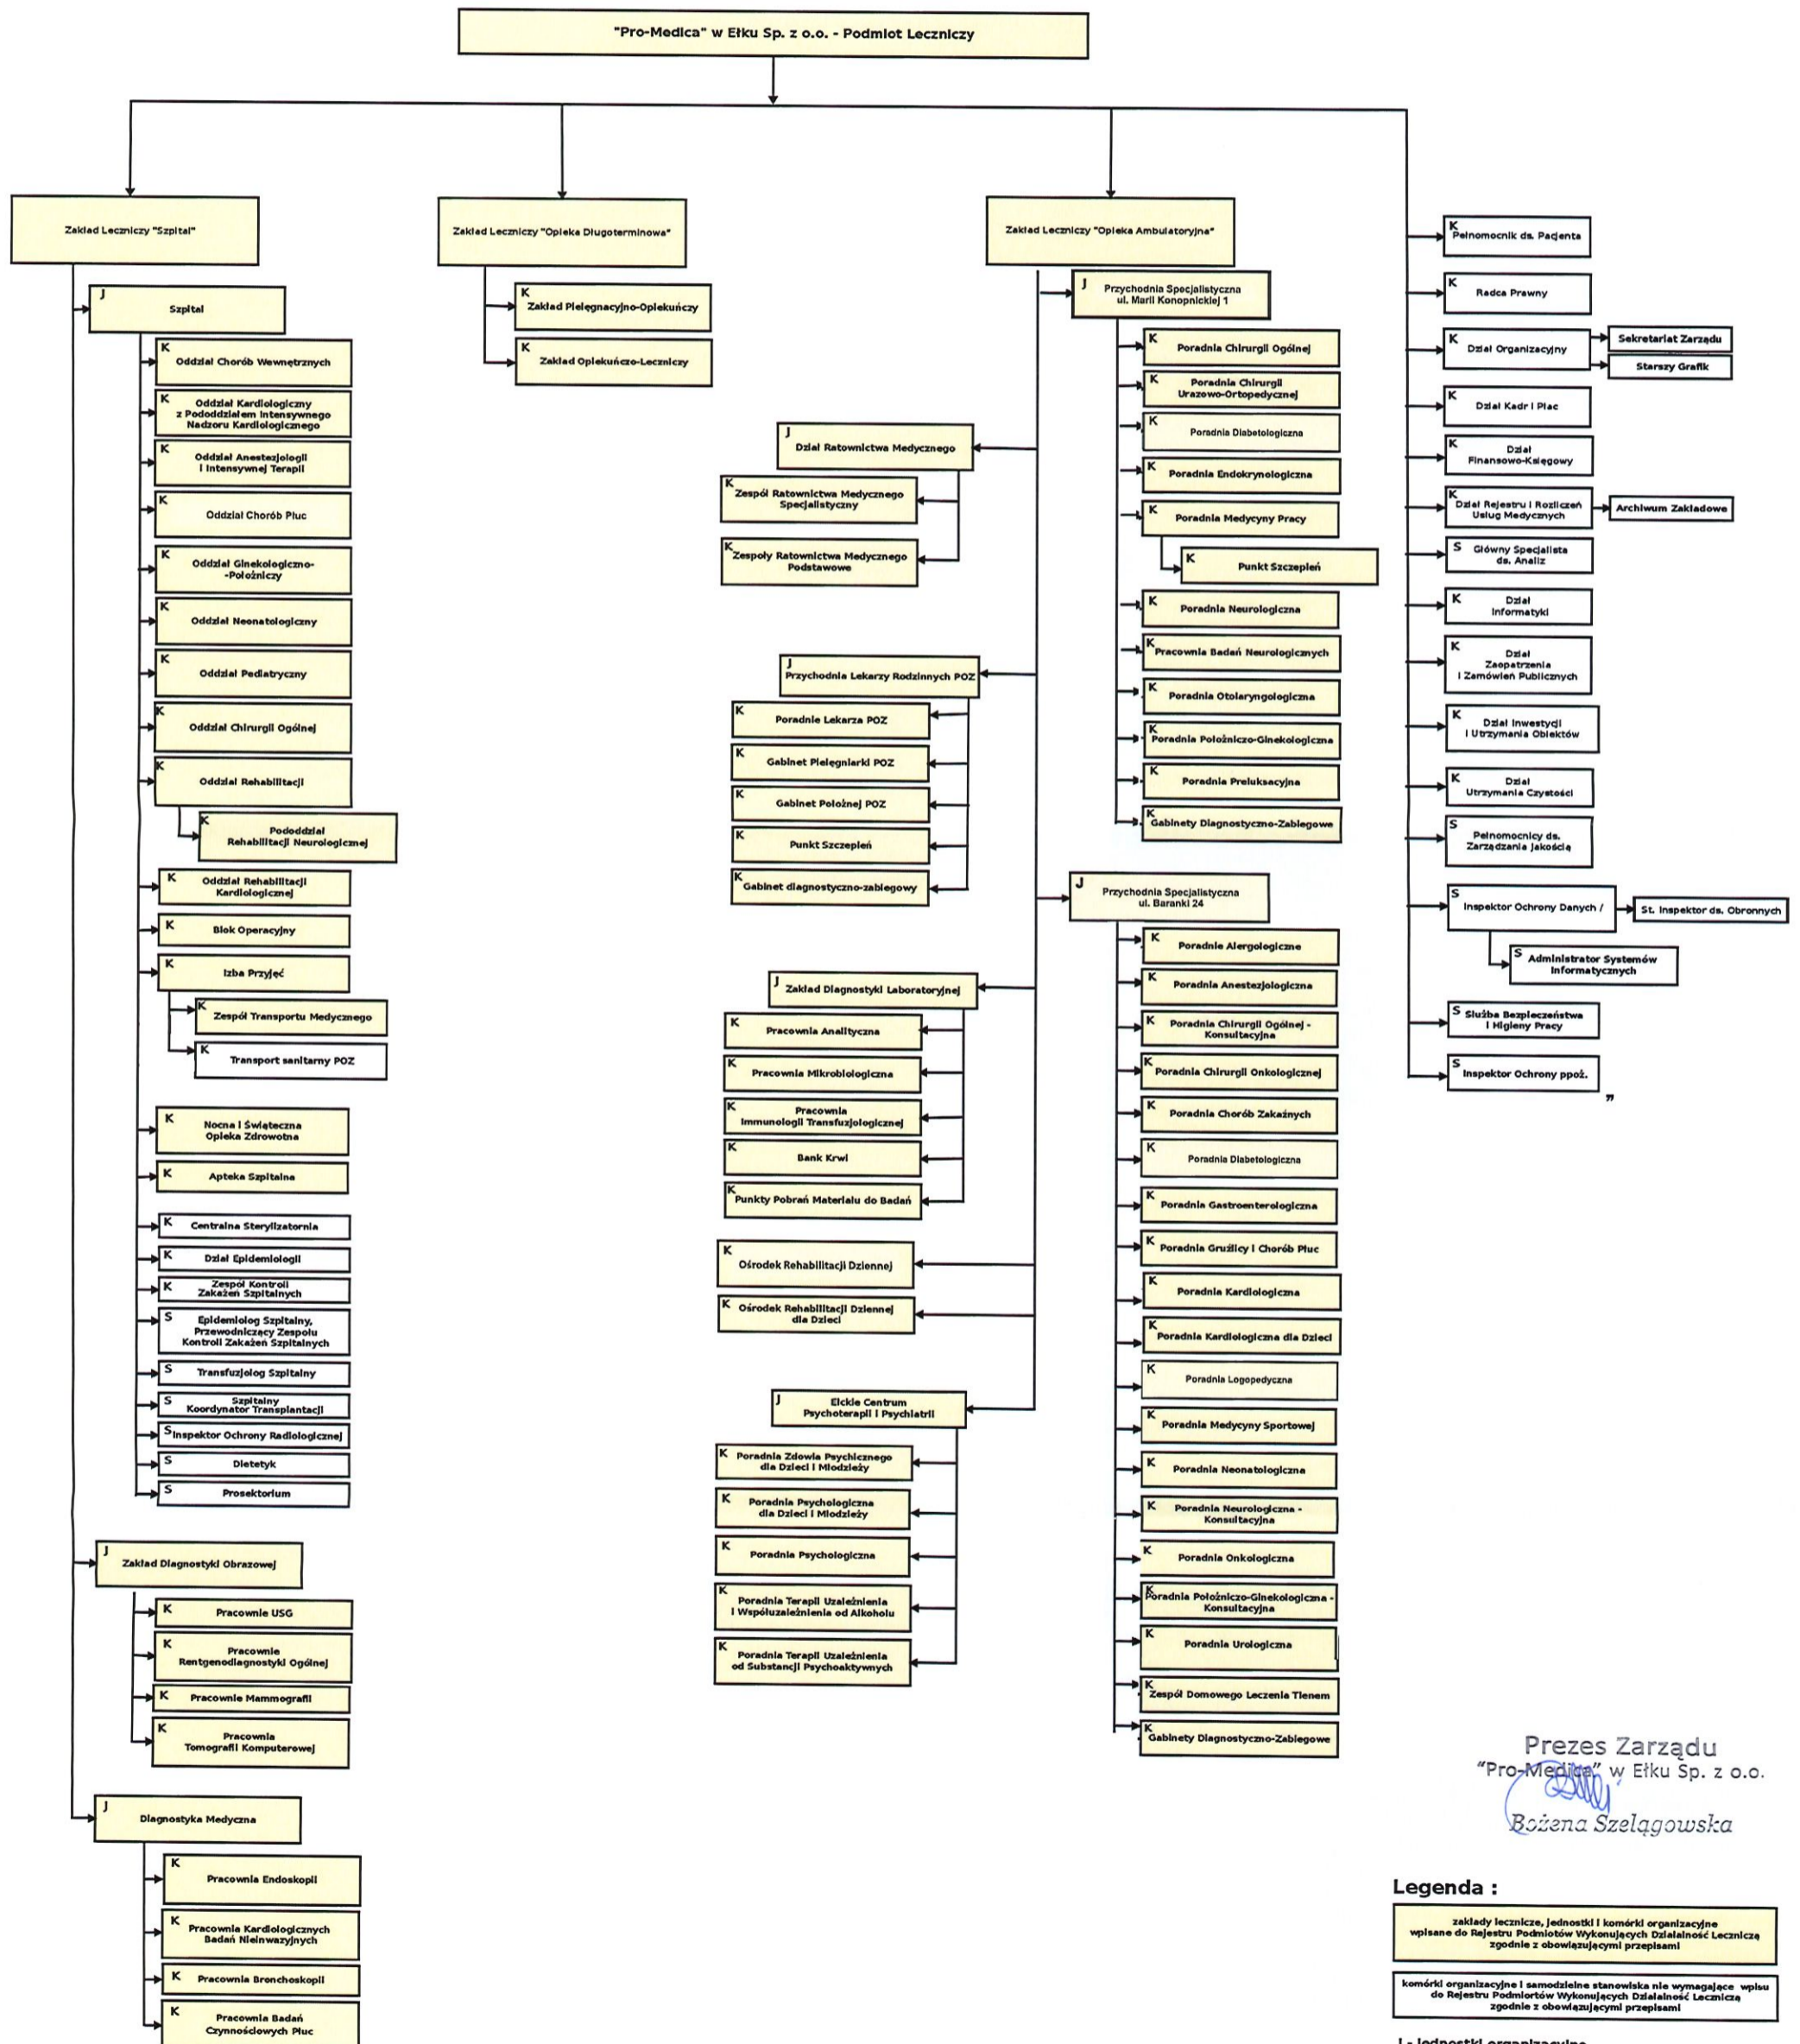 "Pro-Medica" w Ełku Sp. z o.o. - Podmiot Leczniczy
Zakład Leczniczy "Szpital"
J
Szpital
K
Oddział Chorób Wewnętrznych
K
Oddział Kardiologiczny
z Pododdziałem Intensywnego
Nadzoru Kardiologicznego
K
Oddział Anestezjologii
i Intensywnej Terapii
K
Oddział Chorób Płuc
K
Oddział Ginekologiczno-
-Położniczy
K
Oddział Neonatologiczny
K
Oddział Pediatryczny
K
Oddział Chirurgii Ogólnej
K
Oddział Rehabilitacji
K
Pododdział
Rehabilitacji Neurologicznej
K
Oddział Rehabilitacji
Kardiologicznej
K
Blok Operacyjny
K
Izba Przyjęć
K
Zespół Transportu Medycznego
K
Transport sanitarny POZ
K
Nocna i Świąteczna
Opieka Zdrowotna
K
Apteka Szpitalna
K
Centralna Sterylizatornia
K
Dział Epidemiologii
K
Zespół Kontroli
Zakażeń Szpitalnych
S
Epidemiolog Szpitalny,
Przewodniczący Zespołu
Kontroli Zakażeń Szpitalnych
S
Transfuzjolog Szpitalny
S
Szpitalny
Koordynator Transplantacji
S
Inspektor Ochrony Radiologicznej
S
Dietetyk
S
Prosektorium
J
Zakład Diagnostyki Obrazowej
K
Pracownie USG
K
Pracownie
Rentgenodiagnostyki Ogólnej
K
Pracownie Mammografii
K
Pracownia
Tomografii Komputerowej
J
Diagnostyka Medyczna
K
Pracownia Endoskopii
K
Pracownia Kardiologicznych
Badań Nieinwazyjnych
K
Pracownia Bronchoskopii
K
Pracownia Badań
Czynnościowych Płuc
Zakład Leczniczy "Opieka Długoterminowa"
K
Zakład Pielęgnacyjno-Opiekuńczy
K
Zakład Opiekuńczo-Leczniczy
Zakład Leczniczy "Opieka Ambulatoryjna"
J
Dział Ratownictwa Medycznego
K
Zespół Ratownictwa Medycznego
Specjalistyczny
K
Zespoły Ratownictwa Medycznego
Podstawowe
J
Przychodnia Lekarzy Rodzinnych POZ
K
Poradnie Lekarza POZ
K
Gabinet Pielęgniarki POZ
K
Gabinet Położnej POZ
K
Punkt Szczepień
K
Gabinet diagnostyczno-zabiegowy
J
Zakład Diagnostyki Laboratoryjnej
K
Pracownia Analityczna
K
Pracownia Mikrobiologiczna
K
Pracownia
Immunologii Transfuzjologicznej
K
Bank Krwi
K
Punkty Pobrań Materiału do Badań
K
Ośrodek Rehabilitacji Dziennej
K
Ośrodek Rehabilitacji Dziennej
dla Dzieci
J
Ełckie Centrum
Psychoterapii i Psychiatrii
K
Poradnia Zdowia Psychicznego
dla Dzieci i Młodzieży
K
Poradnia Psychologiczna
dla Dzieci i Młodzieży
K
Poradnia Psychologiczna
K
Poradnia Terapii Uzależnienia
i Współuzależnienia od Alkoholu
K
Poradnia Terapii Uzależnienia
od Substancji Psychoaktywnych
J
Przychodnia Specjalistyczna
ul. Marii Konopnickiej 1
K
Poradnia Chirurgii Ogólnej
K
Poradnia Chirurgii
Urazowo-Ortopedycznej
K
Poradnia Diabetologiczna
K
Poradnia Endokrynologiczna
K
Poradnia Medycyny Pracy
K
Punkt Szczepień
K
Poradnia Neurologiczna
K
Pracownia Badań Neurologicznych
K
Poradnia Otolaryngologiczna
K
Poradnia Położniczo-Ginekologiczna
K
Poradnia Preluksacyjna
K
Gabinety Diagnostyczno-Zabiegowe
J
Przychodnia Specjalistyczna
ul. Baranki 24
K
Poradnie Alergologiczne
K
Poradnia Anestezjologiczna
K
Poradnia Chirurgii Ogólnej -
Konsultacyjna
K
Poradnia Chirurgii Onkologicznej
K
Poradnia Chorób Zakaźnych
K
Poradnia Diabetologiczna
K
Poradnia Gastroenterologiczna
K
Poradnia Gruźlicy i Chorób Płuc
K
Poradnia Kardiologiczna
K
Poradnia Kardiologiczna dla Dzieci
K
Poradnia Logopedyczna
K
Poradnia Medycyny Sportowej
K
Poradnia Neonatologiczna
K
Poradnia Neurologiczna -
Konsultacyjna
K
Poradnia Onkologiczna
K
Poradnia Położniczo-Ginekologiczna -
Konsultacyjna
K
Poradnia Urologiczna
K
Zespół Domowego Leczenia Tlenem
K
Gabinety Diagnostyczno-Zabiegowe
K
Pełnomocnik ds. Pacjenta
K
Radca Prawny
K
Dział Organizacyjny
Sekretariat Zarządu
Starszy Grafik
K
Dział Kadr i Płac
K
Dział
Finansowo-Księgowy
K
Dział Rejestru i Rozliczeń
Usług Medycznych
Archiwum Zakładowe
S
Główny Specjalista
ds. Analiz
K
Dział
Informatyki
K
Dział
Zaopatrzenia
i Zamówień Publicznych
K
Dział Inwestycji
i Utrzymania Obiektów
K
Dział
Utrzymania Czystości
S
Pełnomocnicy ds.
Zarządzania Jakością
S
Inspektor Ochrony Danych /
St. Inspektor ds. Obronnych
S
Administrator Systemów
Informatycznych
S
Służba Bezpieczeństwa
i Higieny Pracy
S
Inspektor Ochrony ppoż.
”
Prezes Zarządu
"Pro-Medica" w Ełku Sp. z o.o.
Bożena Szelągowska
Legenda :
zakłady lecznicze, jednostki i komórki organizacyjne
wpisane do Rejestru Podmiotów Wykonujących Działalność Leczniczą
zgodnie z obowiązującymi przepisami
komórki organizacyjne i samodzielne stanowiska nie wymagające wpisu
do Rejestru Podmiortów Wykonujących Działalność Leczniczą
zgodnie z obowiązującymi przepisami
J - jednostki organizacyjne